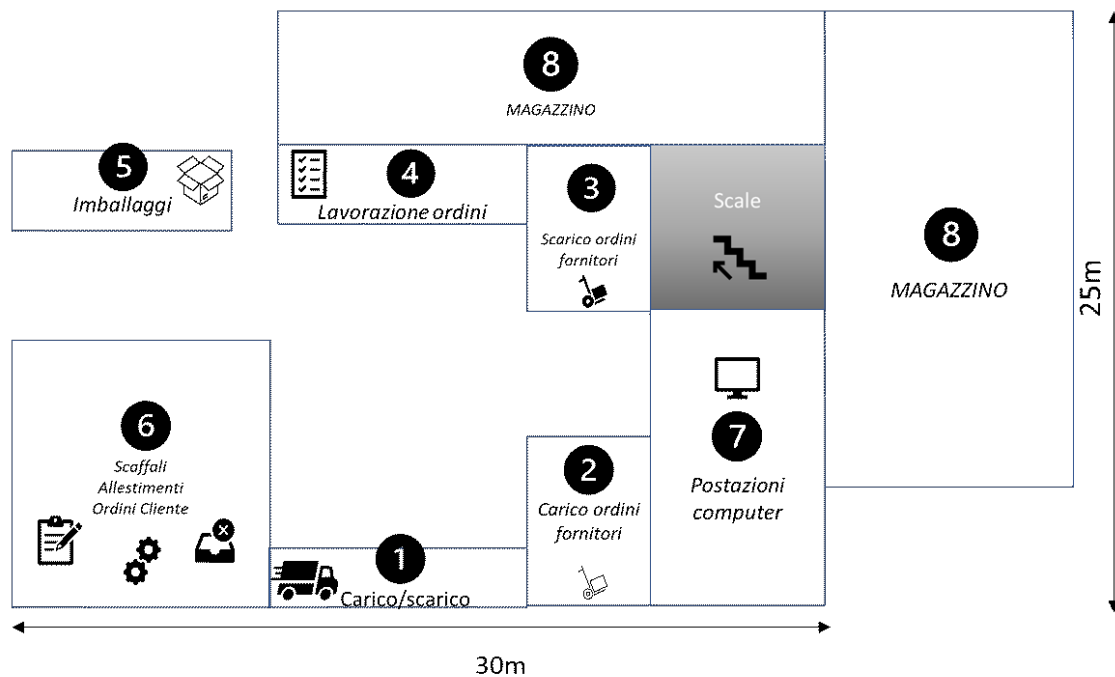 8
MAGAZZINO
5
Imballaggi
4
Lavorazione ordini
3
Scarico ordini
fornitori
Scale
8
MAGAZZINO
25m
6
Scaffali
Allestimenti
Ordini Cliente
1
Carico/scarico
2
Carico ordini
fornitori
7
Postazioni
computer
30m